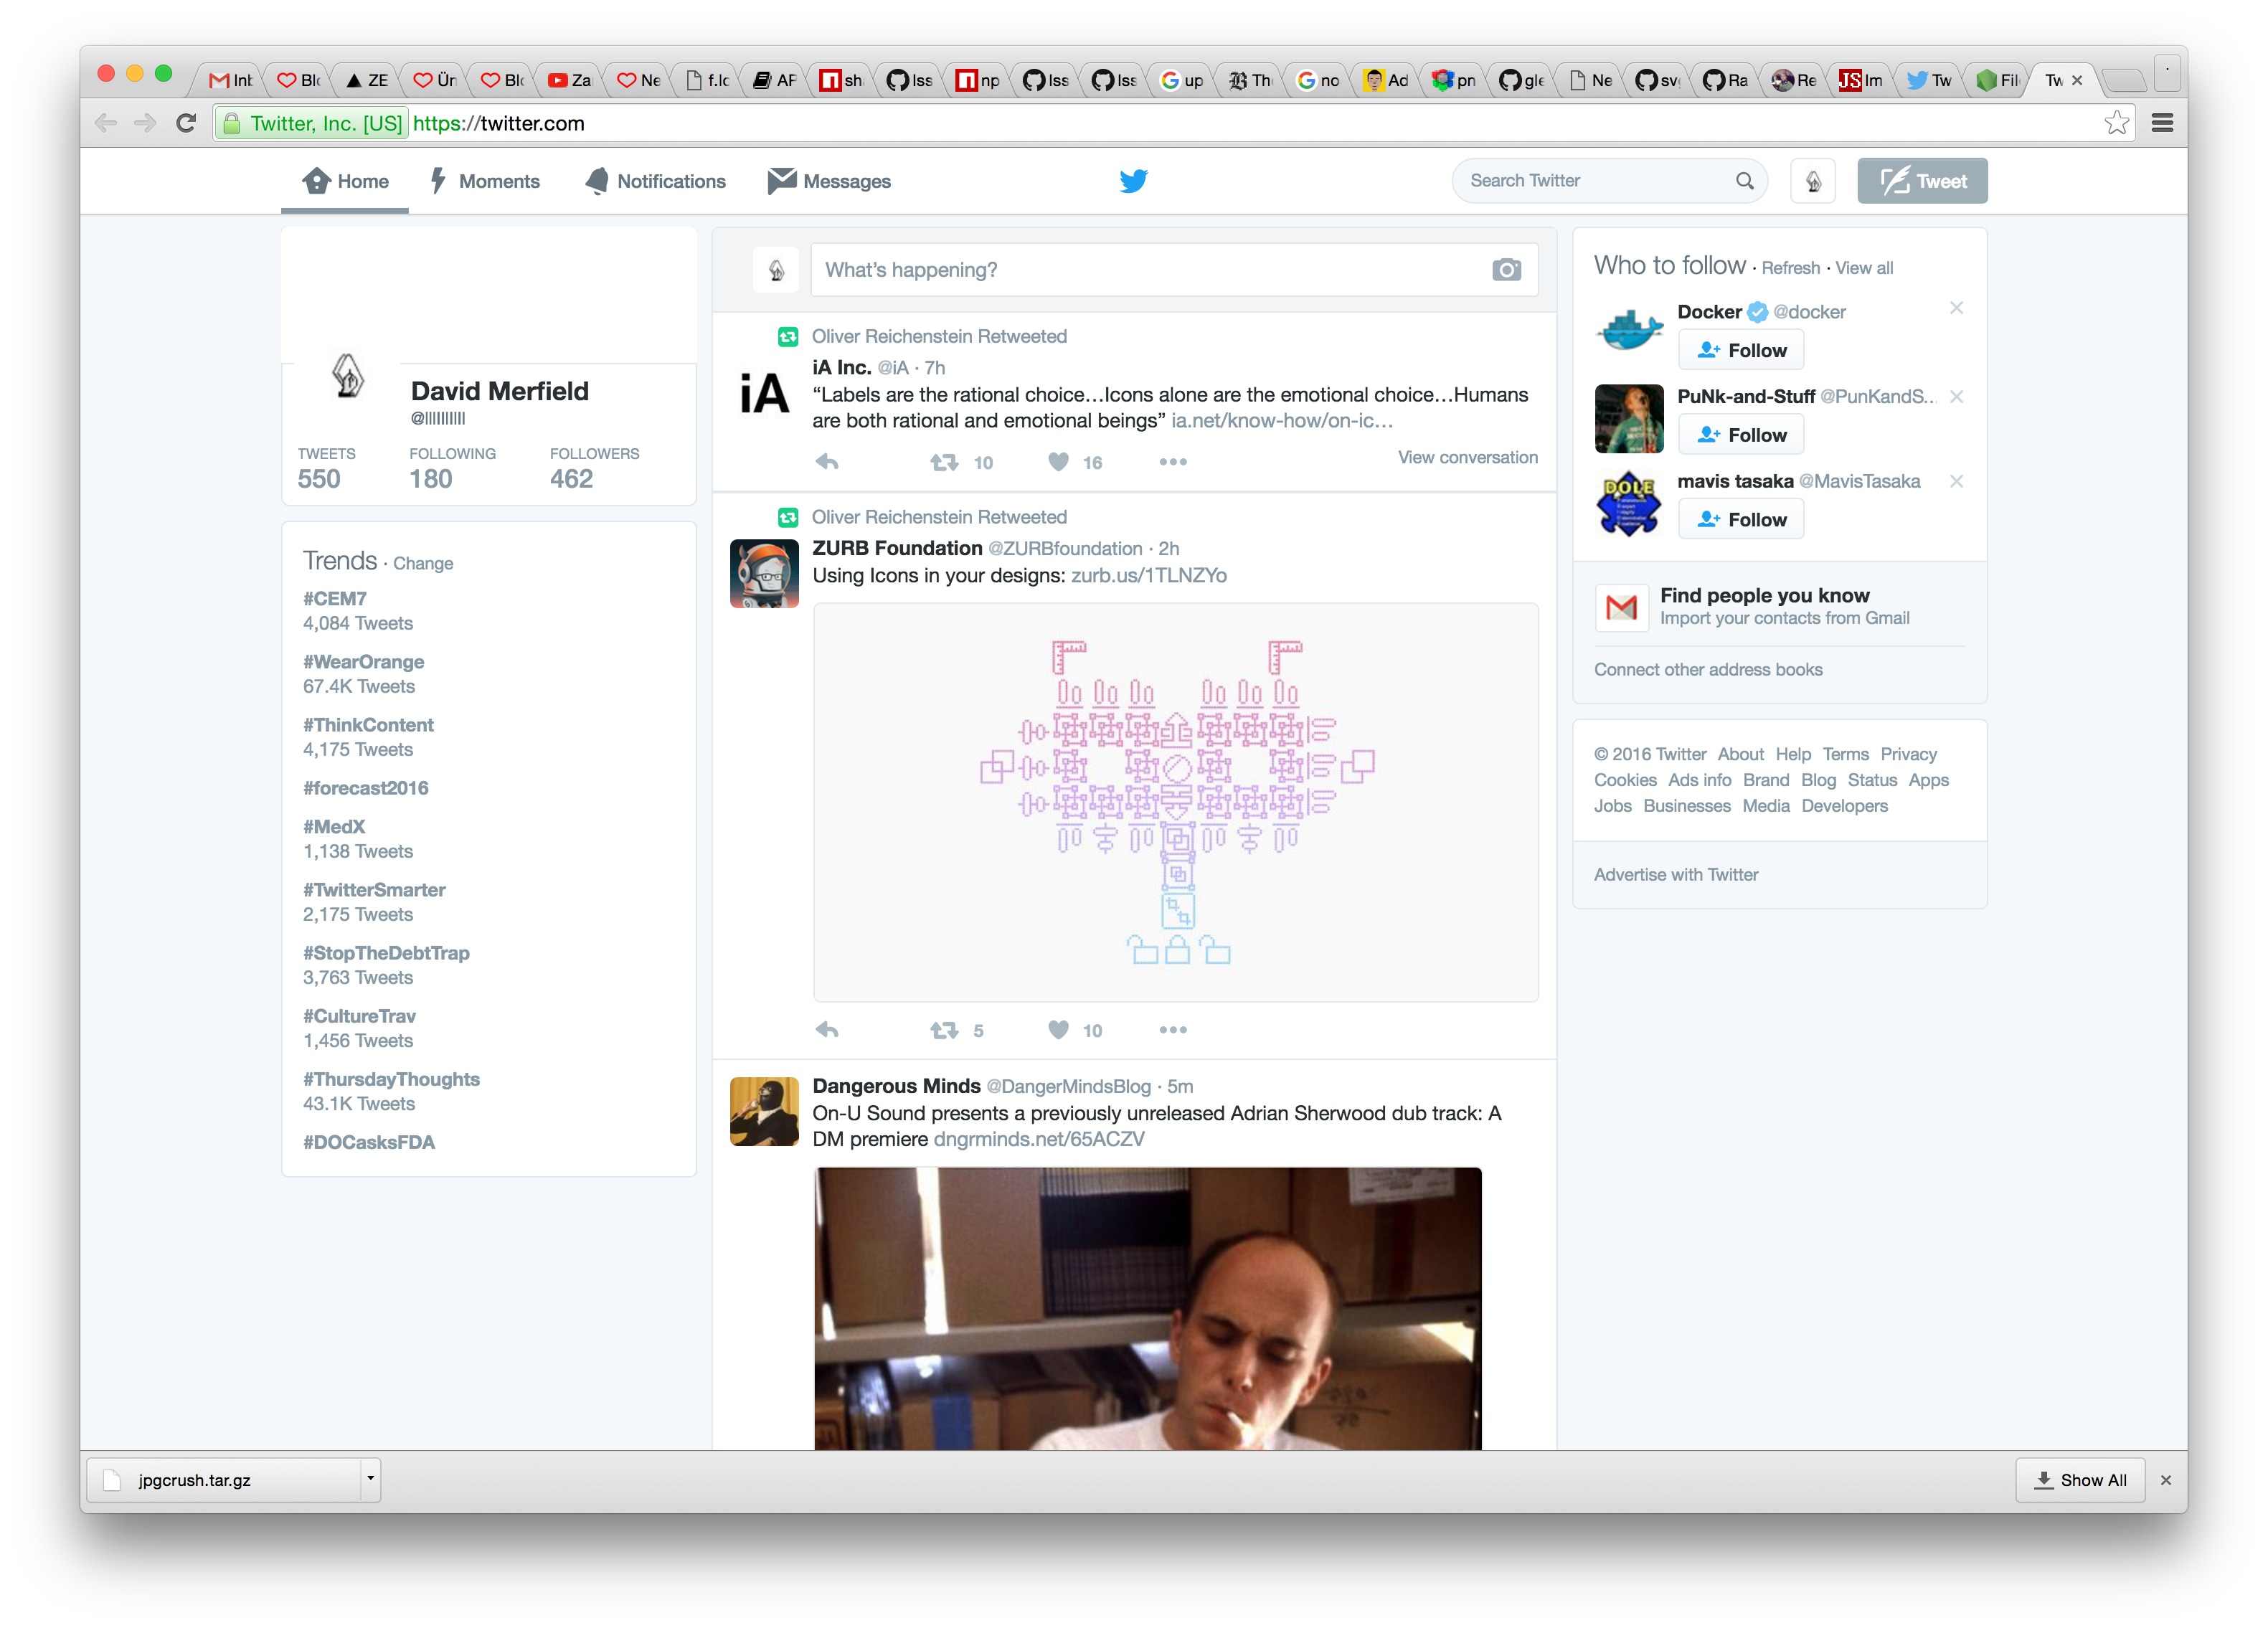 Inb
Blo
ZE
Ün
Blo
Za
Ne
f.lo
AP
sh
Iss
np
Iss
Iss
up
Th
no
Ad
pn
gle
Ne
sv
Ra
Re
JS Im
Tw
Fil
Tw
Twitter, Inc. [US] https://twitter.com
Home Moments Notifications Messages
Search Twitter
Tweet
David Merfield
TWEETS FOLLOWING FOLLOWERS
550 180 462
Trends · Change
#CEM7
4,084 Tweets
#WearOrange
67.4K Tweets
#ThinkContent
4,175 Tweets
#forecast2016
#MedX
1,138 Tweets
#TwitterSmarter
2,175 Tweets
#StopTheDebtTrap
3,763 Tweets
#CultureTrav
1,456 Tweets
#ThursdayThoughts
43.1K Tweets
#DOCasksFDA
What’s happening?
Oliver Reichenstein Retweeted
iA
iA Inc. @iA · 7h
“Labels are the rational choice…Icons alone are the emotional choice…Humans
are both rational and emotional beings” ia.net/know-how/on-ic…
10 16
View conversation
Oliver Reichenstein Retweeted
ZURB Foundation @ZURBfoundation · 2h
Using Icons in your designs: zurb.us/1TLNZYo
5 10
Dangerous Minds @DangerMindsBlog · 5m
On-U Sound presents a previously unreleased Adrian Sherwood dub track: A
DM premiere dngrminds.net/65ACZV
Who to follow · Refresh · View all
Docker @docker
Follow
PuNk-and-Stuff @PunKandS...
Follow
DOLE
mavis tasaka @MavisTasaka
Follow
Find people you know
Import your contacts from Gmail
Connect other address books
© 2016 Twitter About Help Terms Privacy
Cookies Ads info Brand Blog Status Apps
Jobs Businesses Media Developers
Advertise with Twitter
jpgcrush.tar.gz
Show All